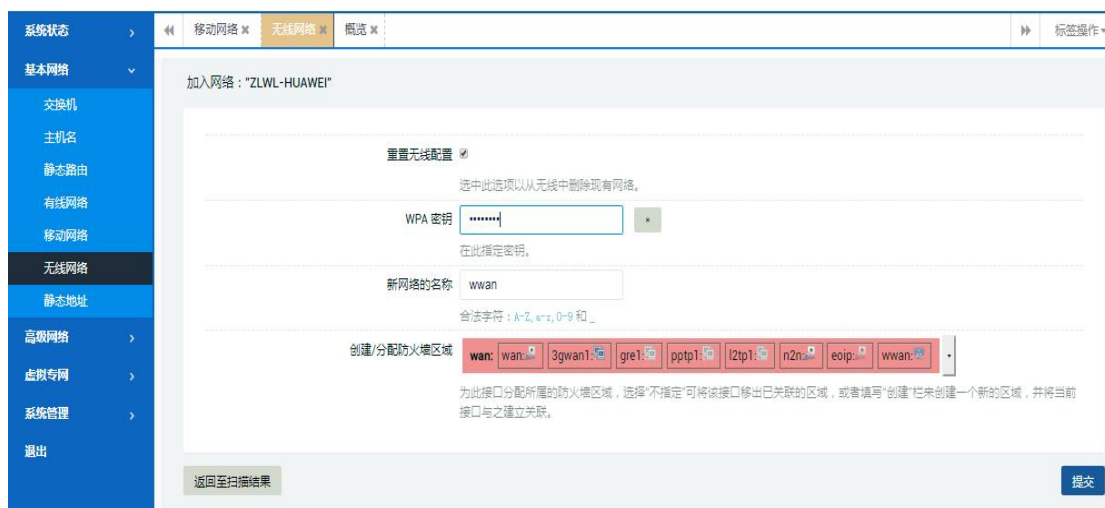 系统状态
基本网络
交换机
主机名
静态路由
有线网络
移动网络
无线网络
静态地址
高级网络
虚拟专网
系统管理
退出
移动网络 无线网络 概览 标签操作
加入网络："ZLWL-HUAWEI"
重置无线配置
选中此选项以从无线中删除现有网络。
WPA 密钥 •••••••• *
在此指定密钥。
新网络的名称 wwan
合法字符：A-Z, a-z, 0-9 和 _
创建/分配防火墙区域 wan: wan: 3gwan1: gre1: pptp1: l2tp1: n2n: eoip: wwan:
为此接口分配所属的防火墙区域，选择"不指定"可将该接口移出已关联的区域，或者填写"创建"栏来创建一个新的区域，并将当前
接口与之建立关联。
返回至扫描结果 提交